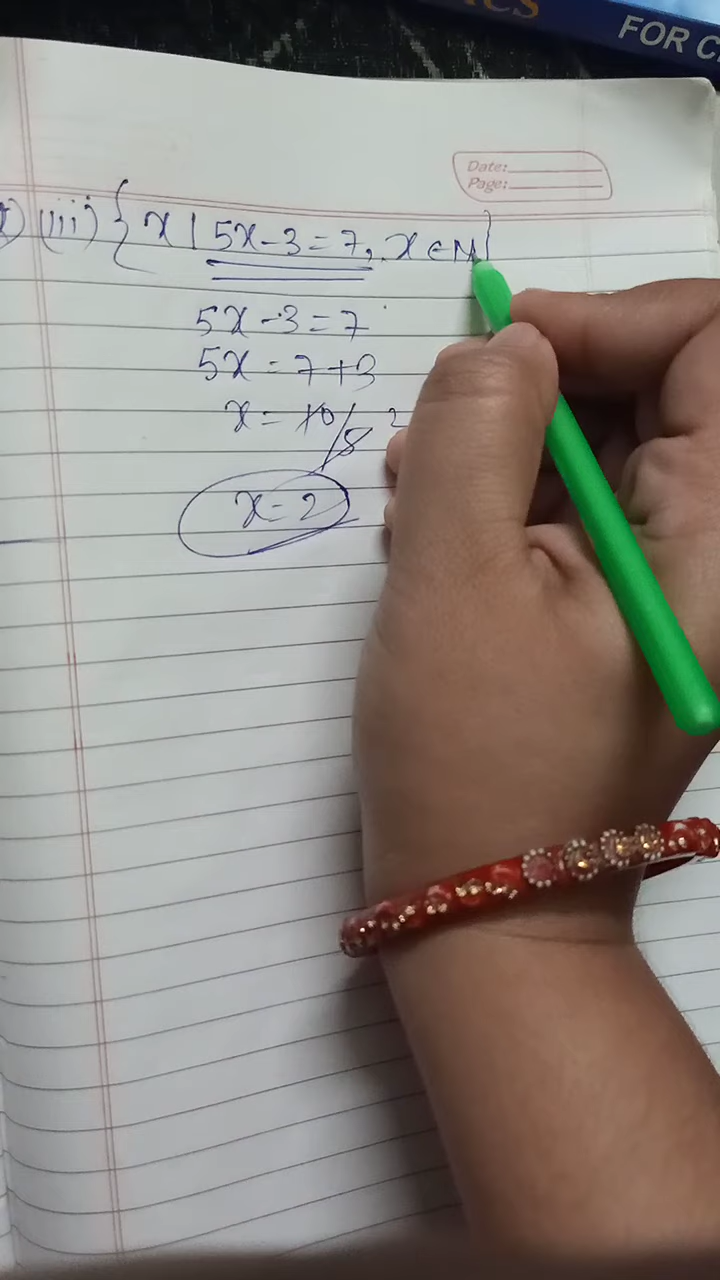 FOR C
Date:
Page:
(iii) { x | 5x-3=7, x ∈ N }
5x-3=7
5x=7+3
x=10/5 2
x=2